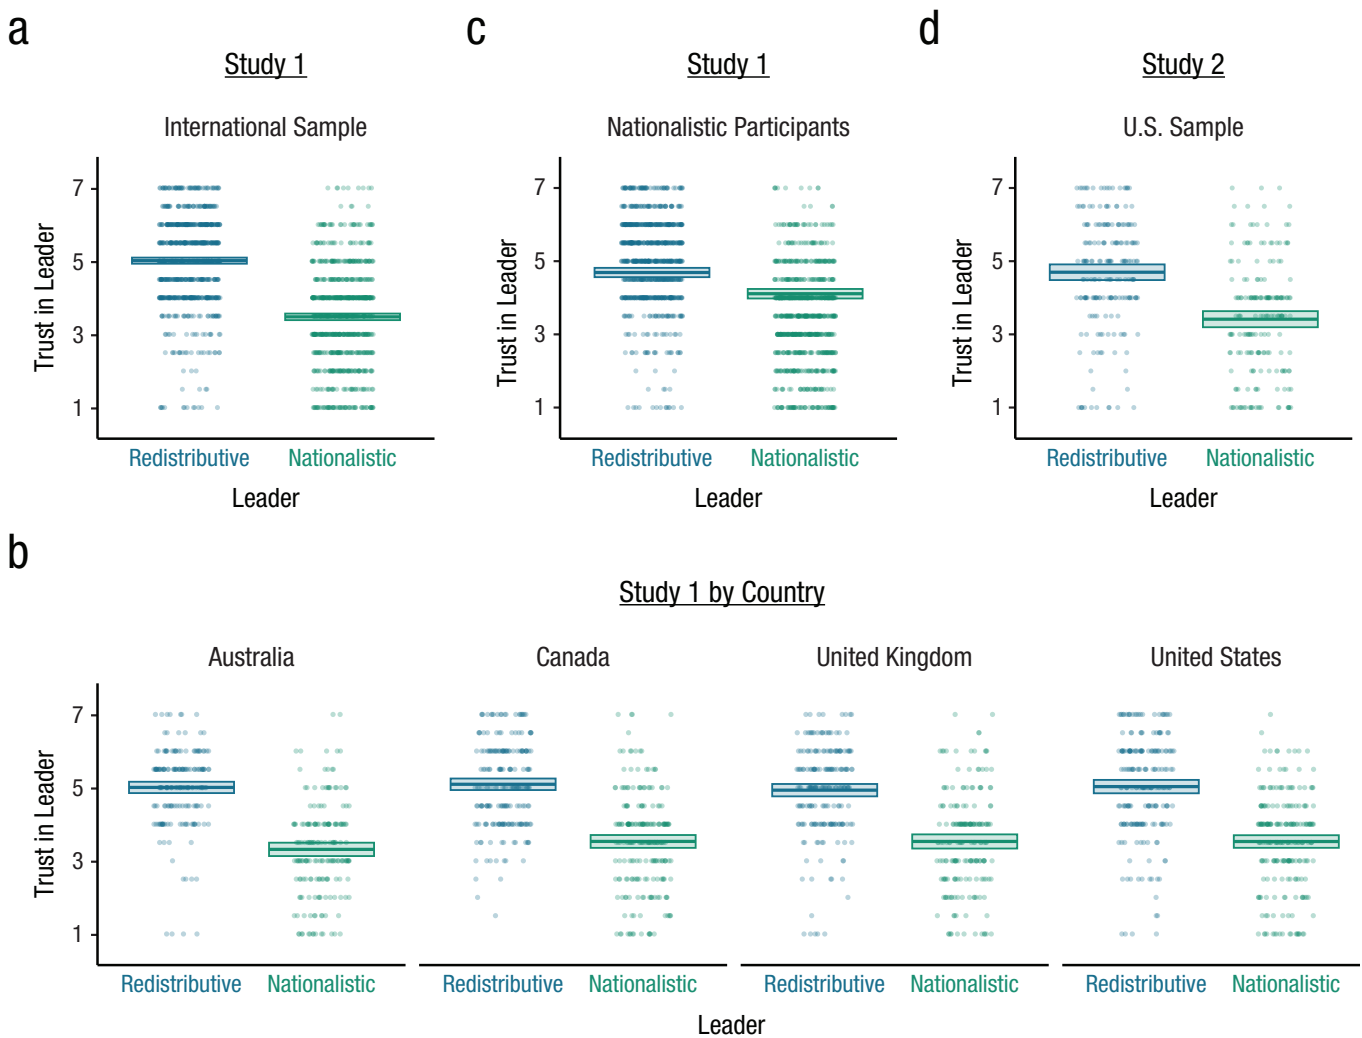 a
c
d
Study 1
Study 1
Study 2
International Sample
Nationalistic Participants
U.S. Sample
Trust in Leader
7
5
3
1
Redistributive
Nationalistic
Leader
Trust in Leader
7
5
3
1
Redistributive
Nationalistic
Leader
Trust in Leader
7
5
3
1
Redistributive
Nationalistic
Leader
b
Study 1 by Country
Australia
Canada
United Kingdom
United States
Trust in Leader
7
5
3
1
Redistributive
Nationalistic
Redistributive
Nationalistic
Redistributive
Nationalistic
Redistributive
Nationalistic
Leader